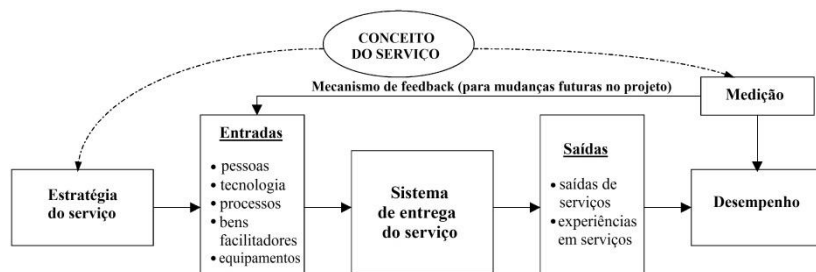 CONCEITO
DO SERVIÇO
Mecanismo de feedback (para mudanças futuras no projeto)
Medição
Estratégia
do serviço
Entradas
• pessoas
• tecnologia
• processos
• bens
facilitadores
• equipamentos
Sistema
de entrega
do serviço
Saídas
• saídas de
serviços
• experiências
em serviços
Desempenho